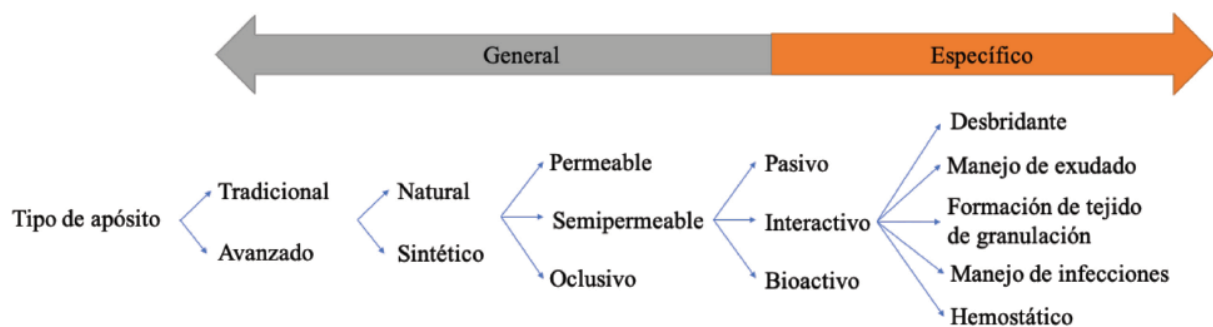 General
Específico
Tipo de apósito
Tradicional
Avanzado
Natural
Sintético
Permeable
Semipermeable
Oclusivo
Pasivo
Interactivo
Bioactivo
Desbridante
Manejo de exudado
Formación de tejido
de granulación
Manejo de infecciones
Hemostático